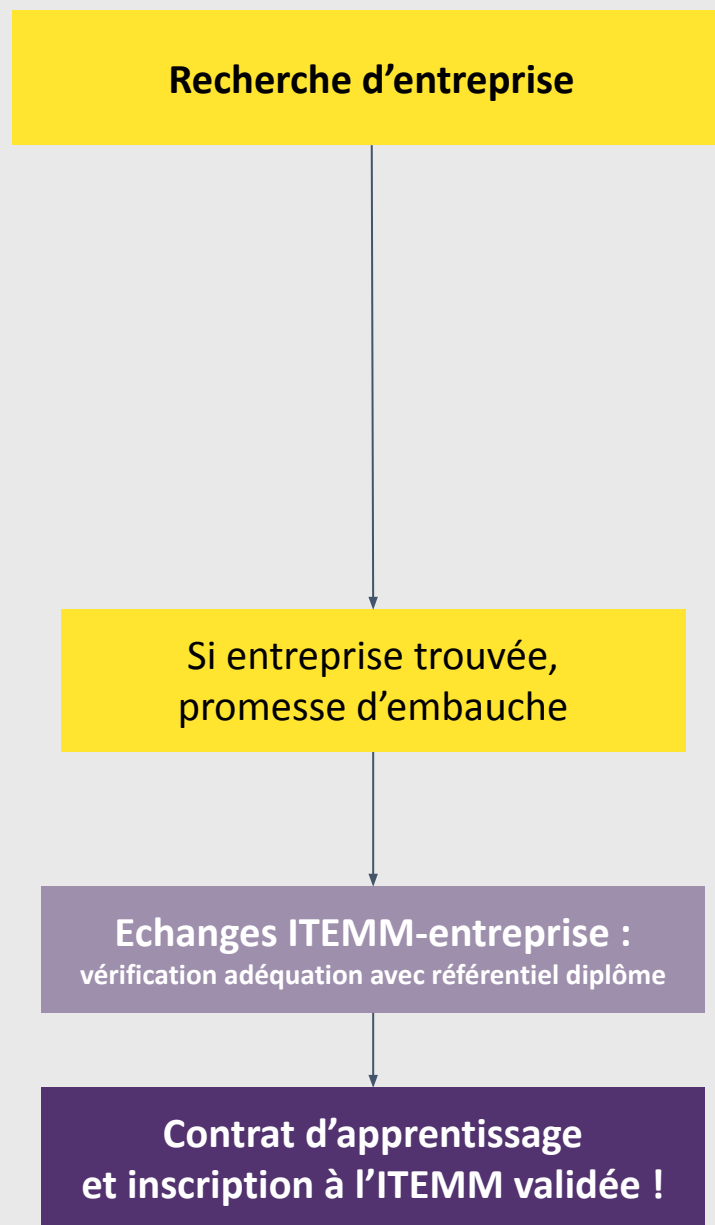 Recherche d’entreprise
Si entreprise trouvée,
promesse d’embauche
Echanges ITEMM-entreprise :
vérification adéquation avec référentiel diplôme
Contrat d’apprentissage
et inscription à l’ITEMM validée !